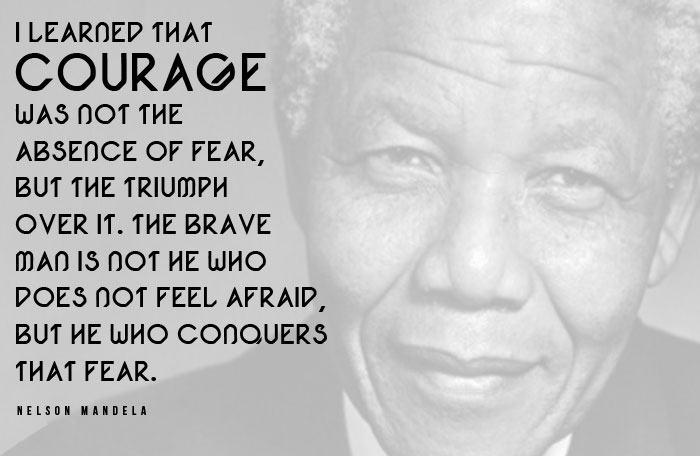 I LEARNED THAT
COURAGE
WAS NOT THE
ABSENCE OF FEAR,
BUT THE TRIUMPH
OVER IT. THE BRAVE
MAN IS NOT HE WHO
DOES NOT FEEL AFRAID,
BUT HE WHO CONQUERS
THAT FEAR.
NELSON MANDELA